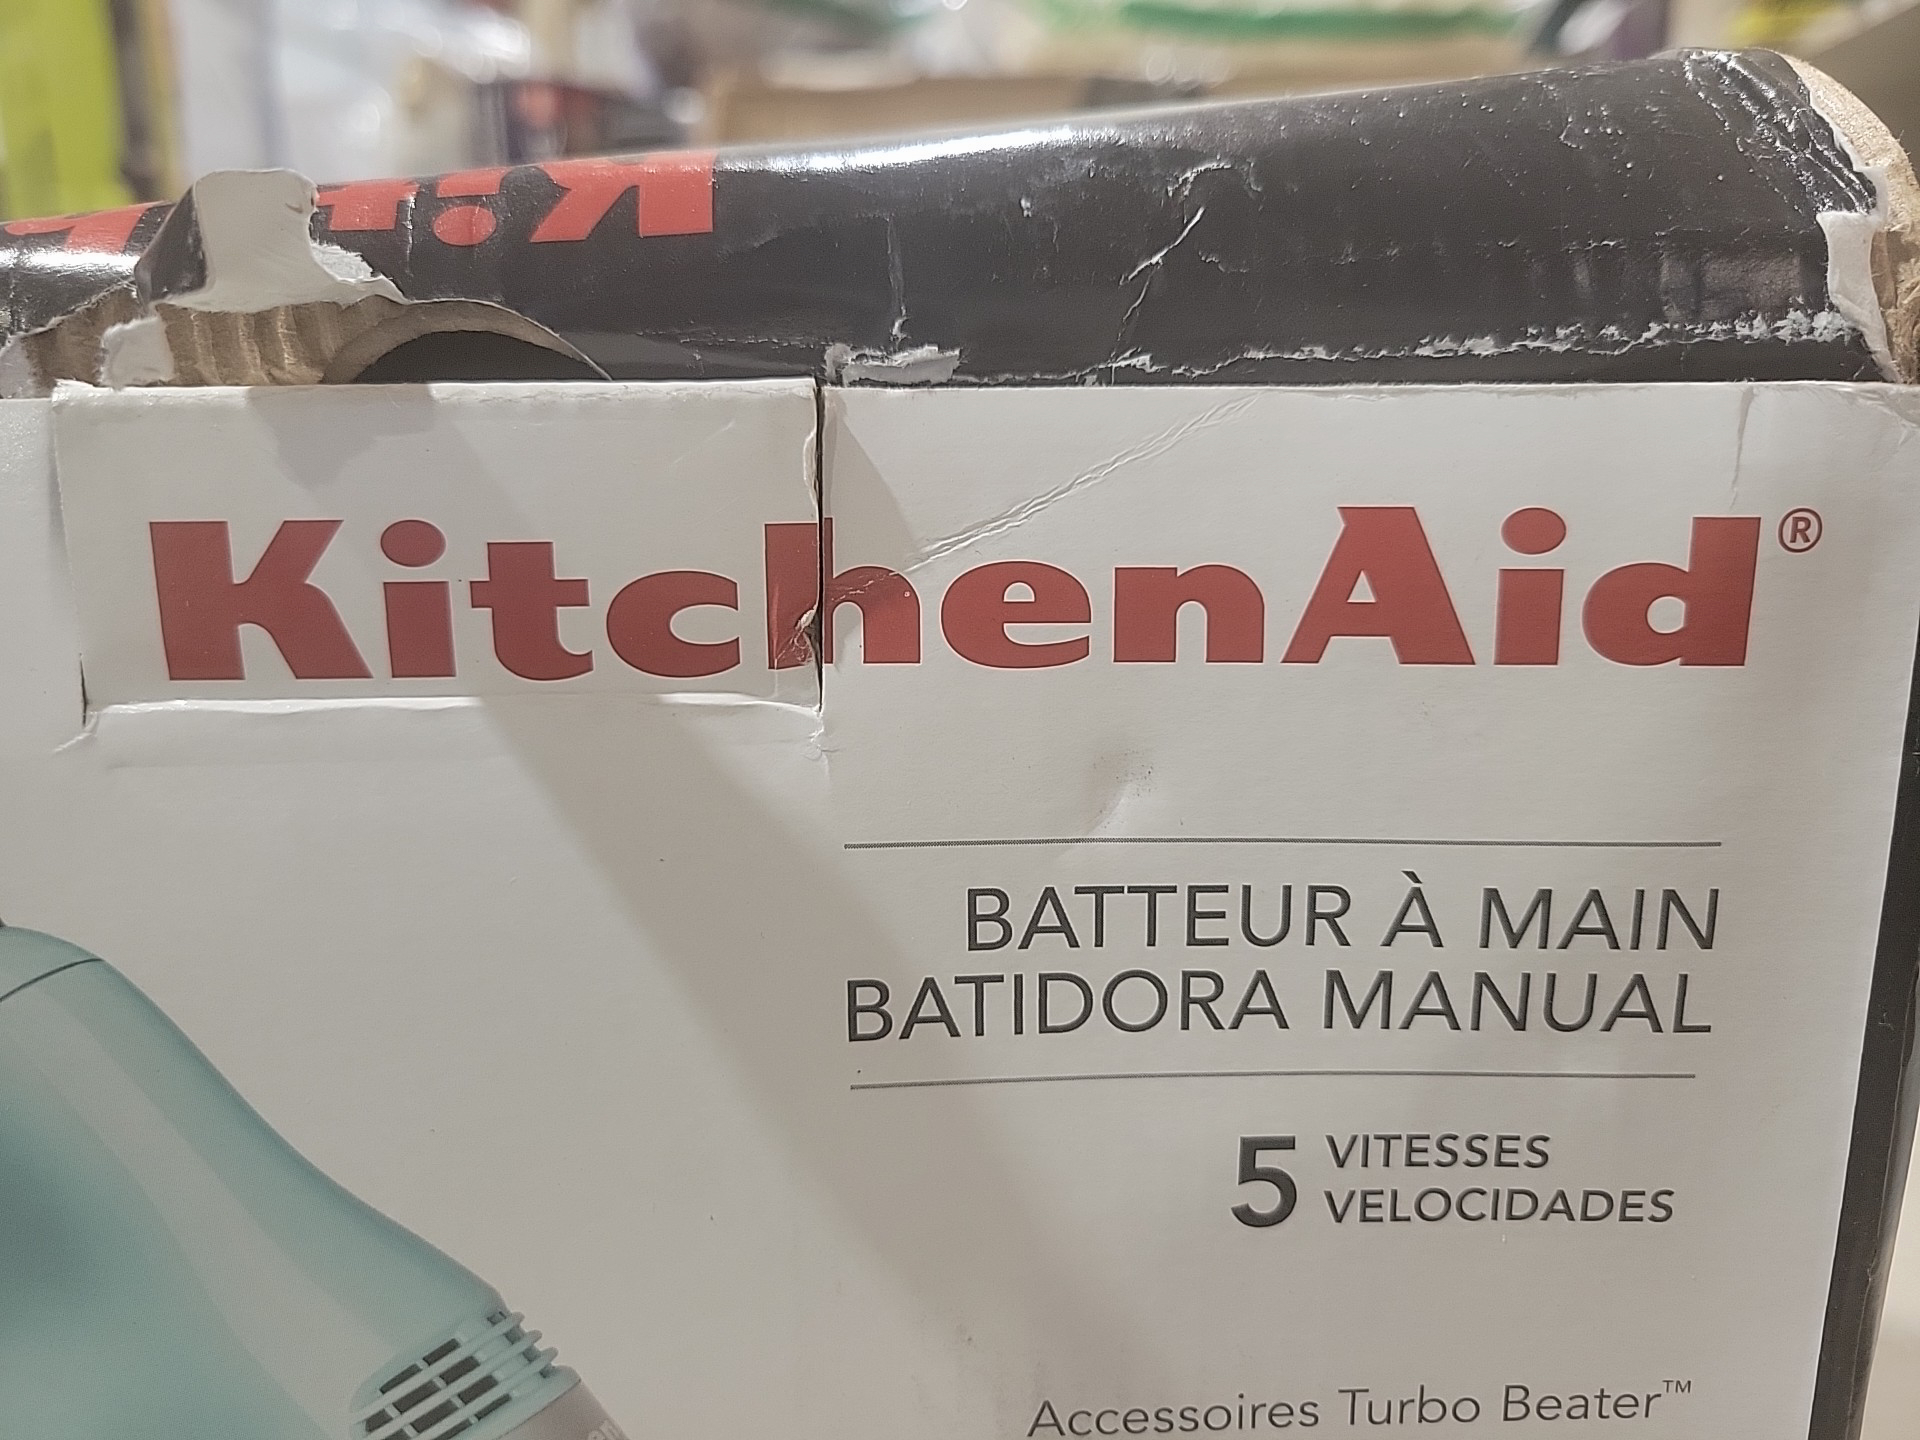 KitchenAid®
BATTEUR À MAIN
BATIDORA MANUAL
5 VITESSES
VELOCIDADES
Accessoires Turbo Beater™